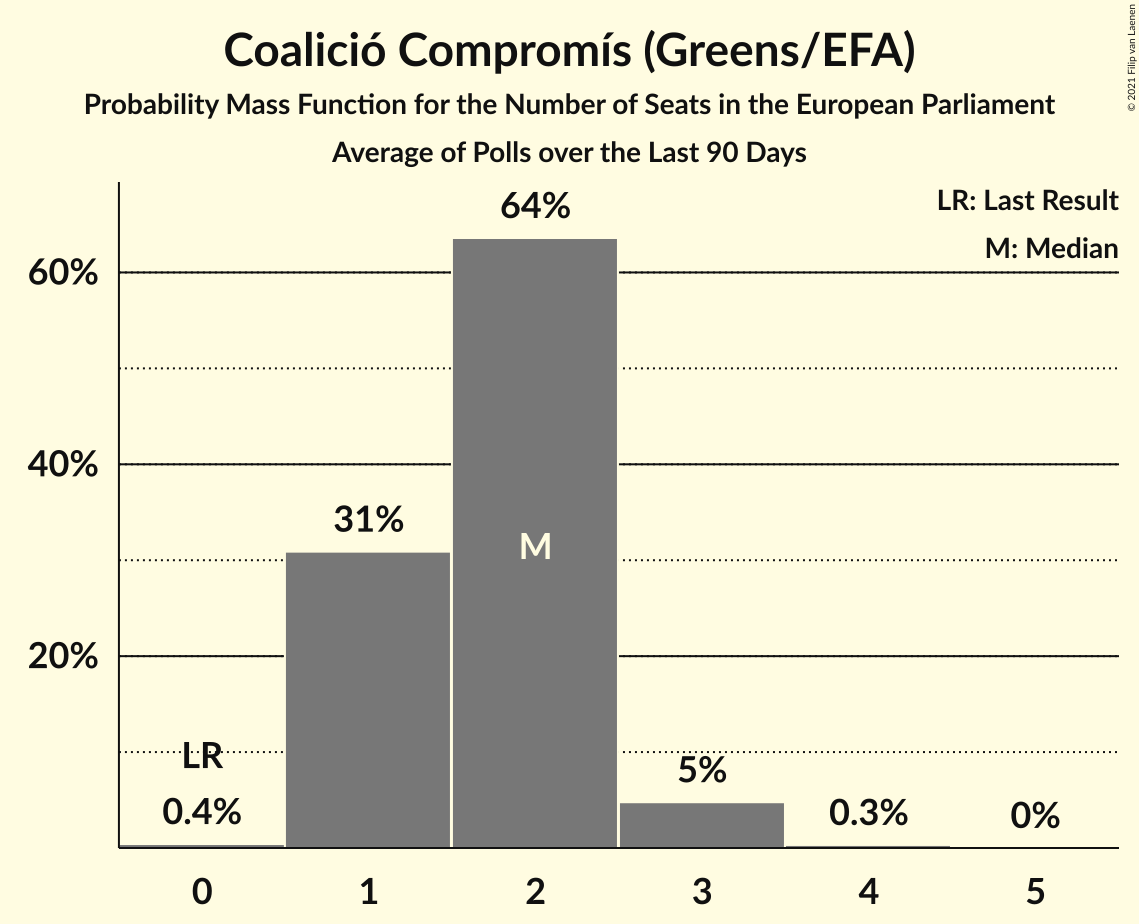 Coalició Compromís (Greens/EFA)
Probability Mass Function for the Number of Seats in the European Parliament
Average of Polls over the Last 90 Days
© 2021 Filip van Laenen
LR: Last Result
M: Median
64%
60%
40%
31%
M
20%
LR
5%
0.4%
0.3%
0%
0 1 2 3 4 5